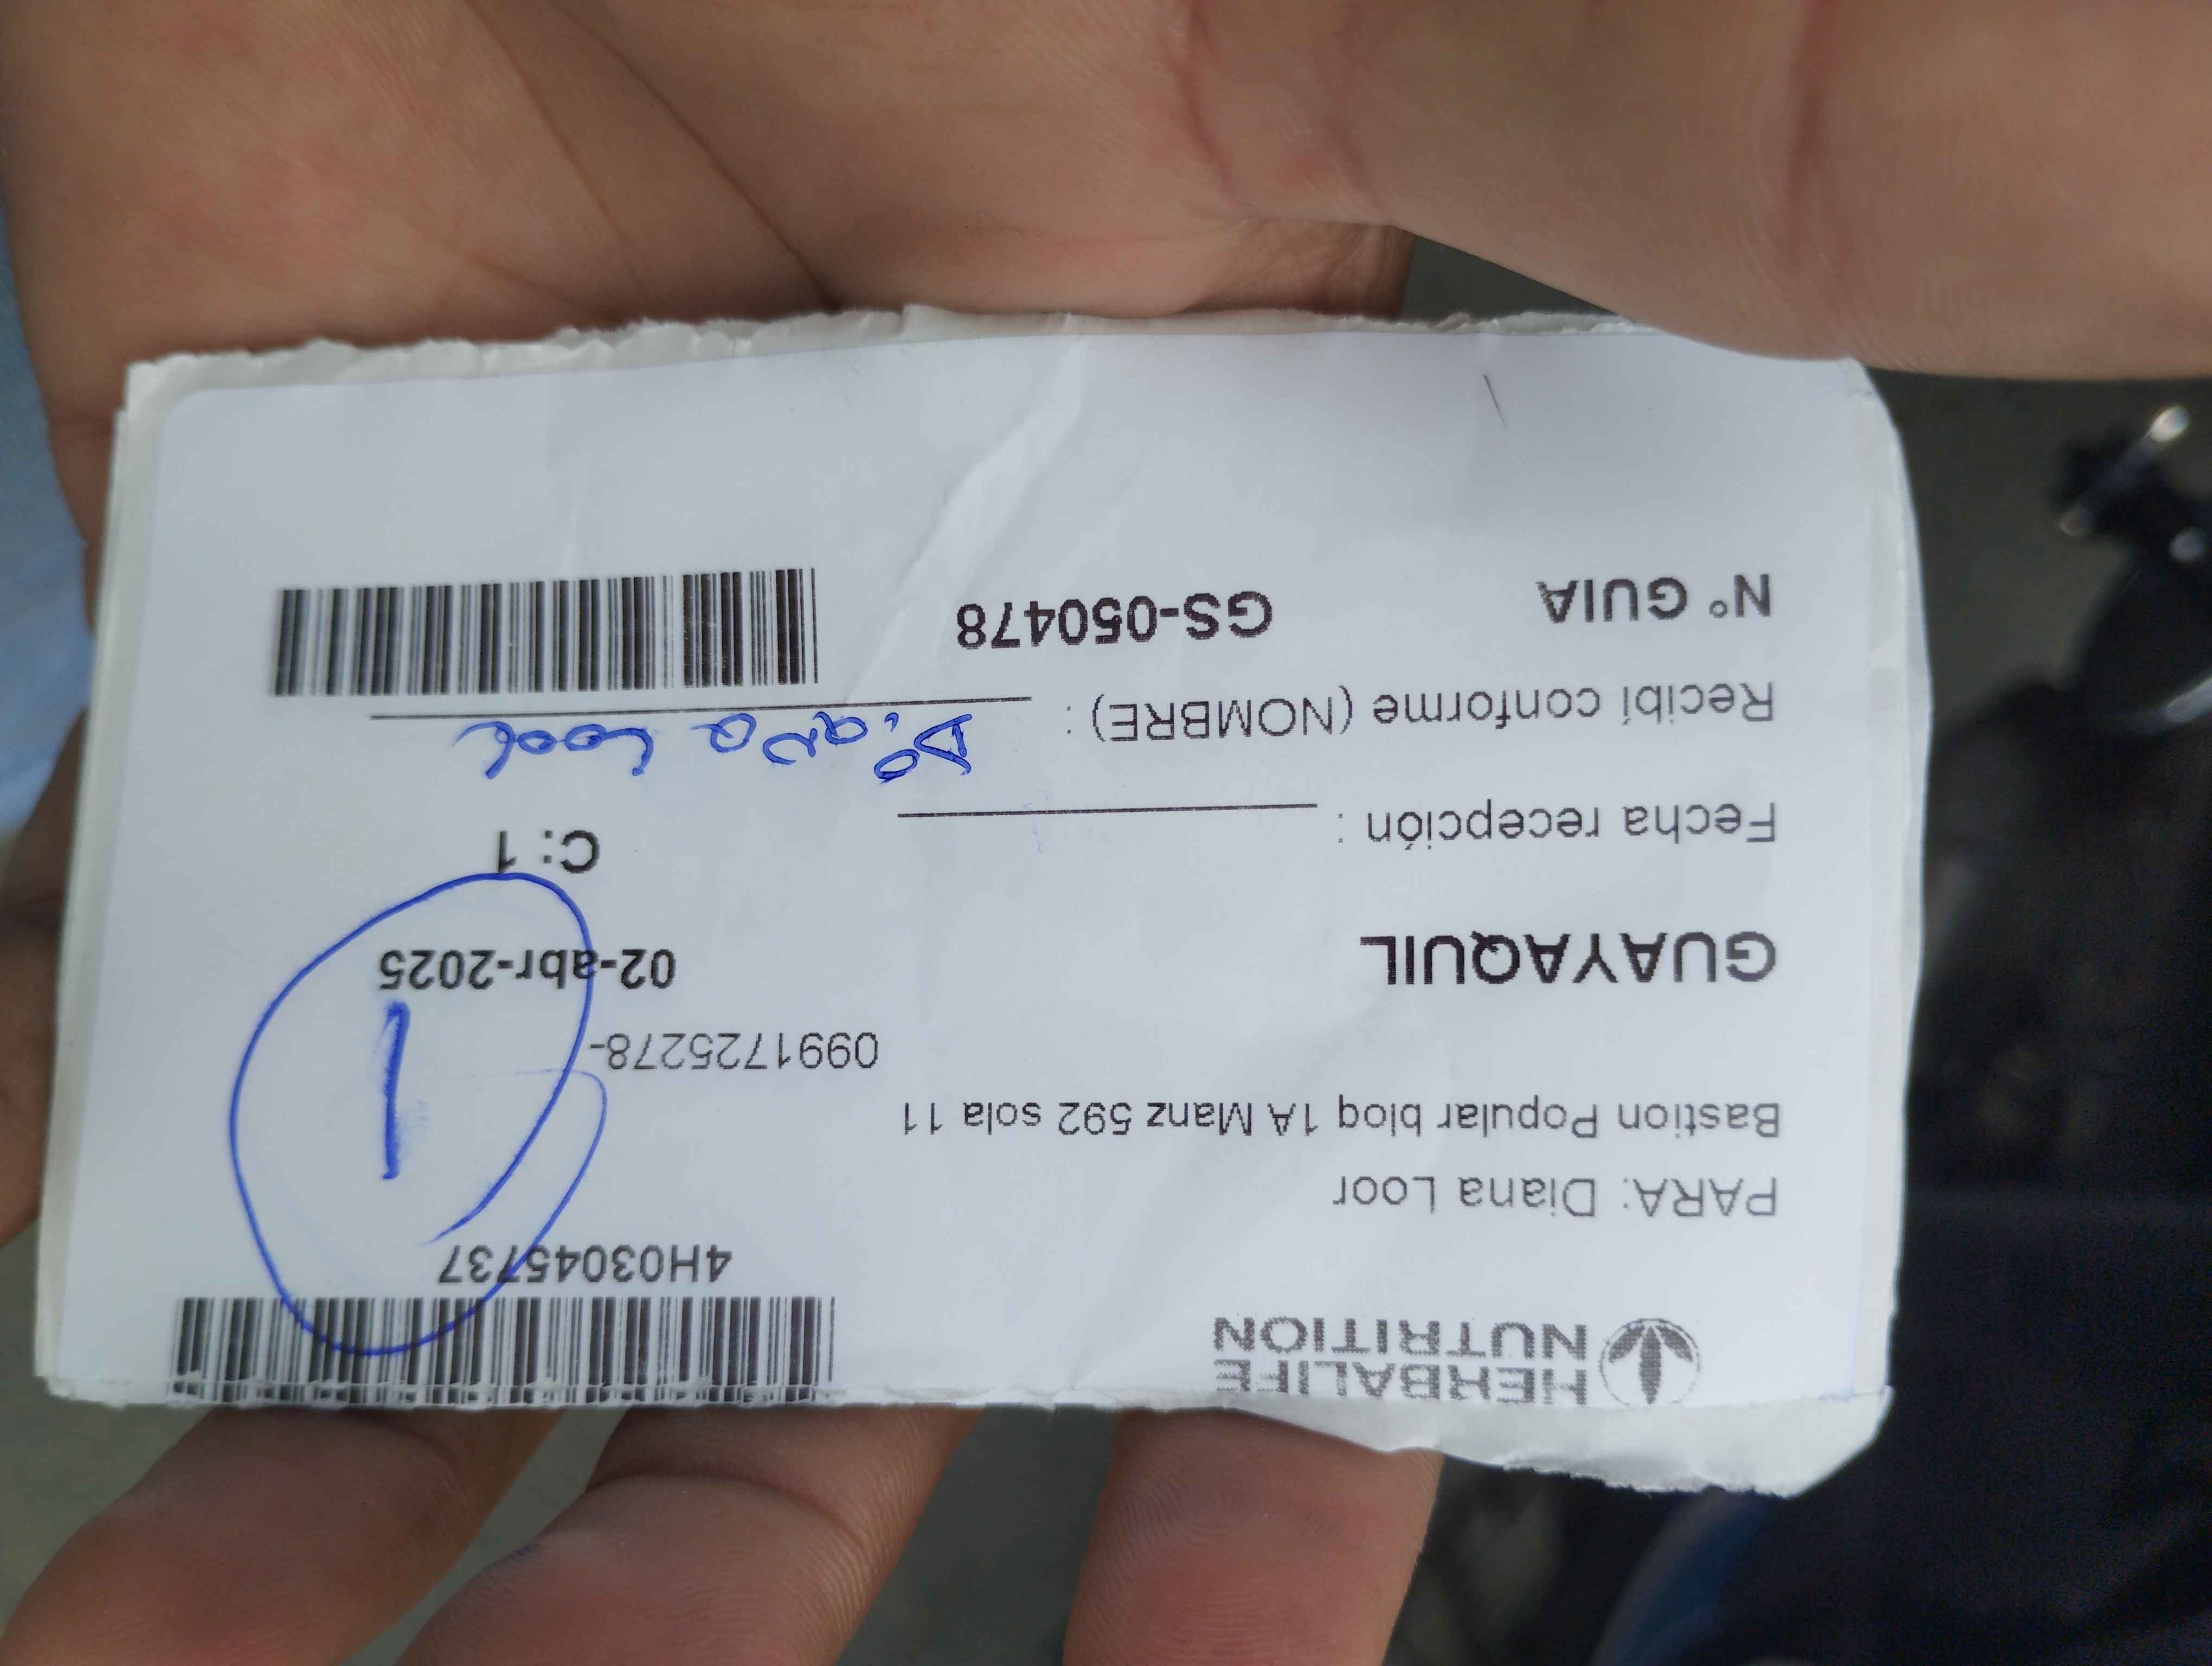 HERBALIFE
NUTRITION
4H03045737
PARA: Diana Loor
Bastion Popular bloq 1A Manz 592 sola 11
0991725278-
1
GUAYAQUIL
02-abr-2025
C: 1
Fecha recepción :
Recibí conforme (NOMBRE) : Diana Loor
N° GUIA GS-050478